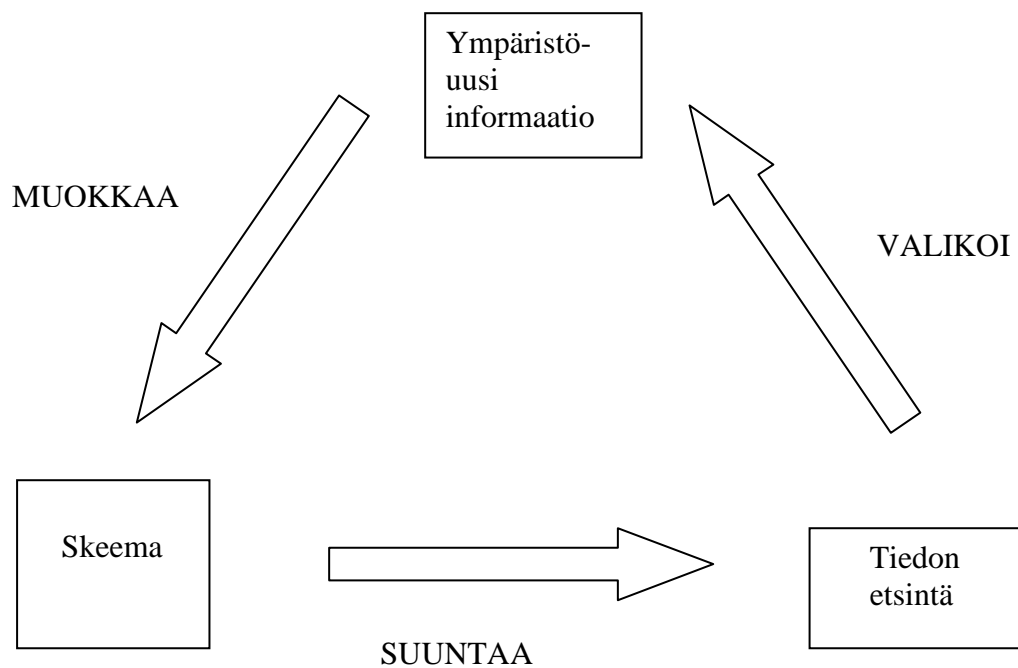 Ympäristö-
uusi
informaatio
MUOKKAA
VALIKOI
Skeema
Tiedon
etsintä
SUUNTAA